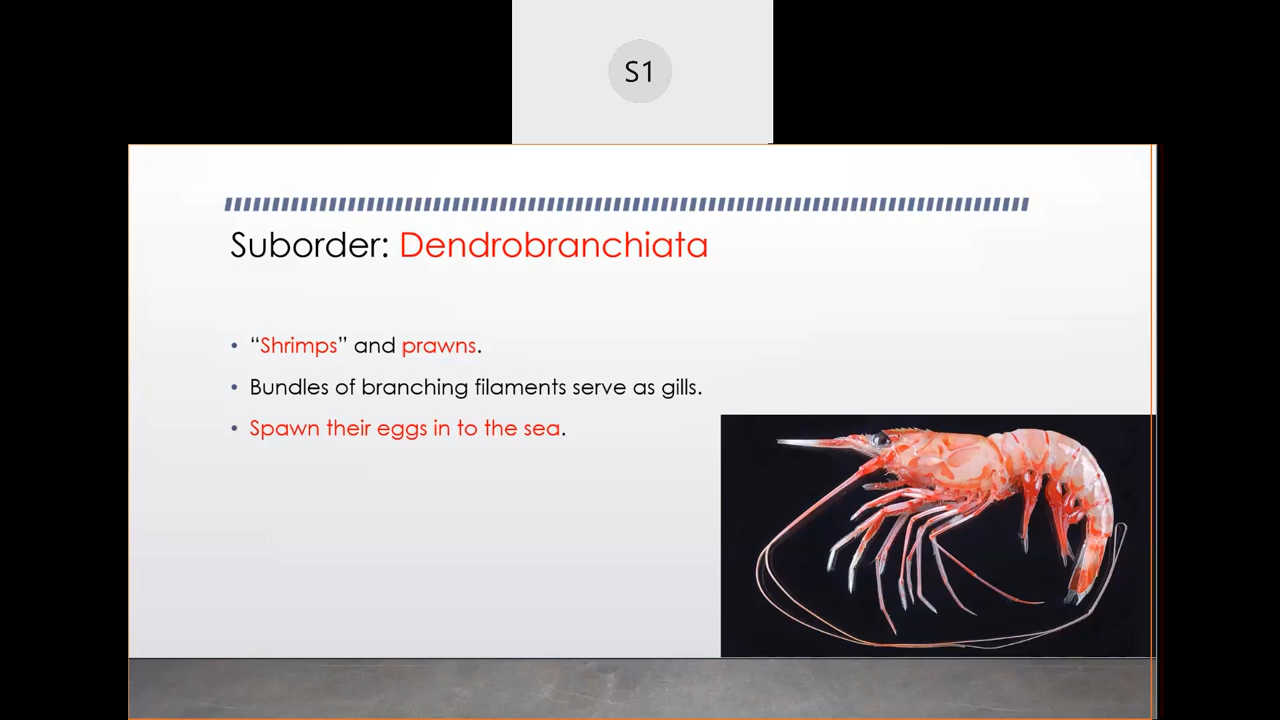 S1
Suborder: Dendrobranchiata
• “Shrimps” and prawns.
• Bundles of branching filaments serve as gills.
• Spawn their eggs in to the sea.